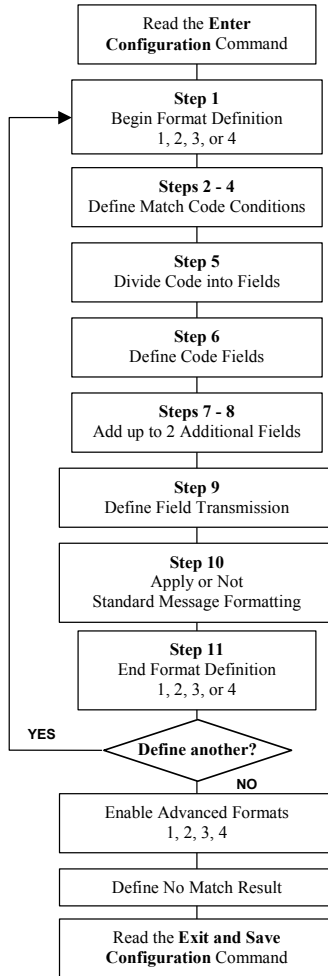 Read the Enter
Configuration Command
Step 1
Begin Format Definition
1, 2, 3, or 4
Steps 2 - 4
Define Match Code Conditions
Step 5
Divide Code into Fields
Step 6
Define Code Fields
Steps 7 - 8
Add up to 2 Additional Fields
Step 9
Define Field Transmission
Step 10
Apply or Not
Standard Message Formatting
Step 11
End Format Definition
1, 2, 3, or 4
YES
Define another?
NO
Enable Advanced Formats
1, 2, 3, 4
Define No Match Result
Read the Exit and Save
Configuration Command